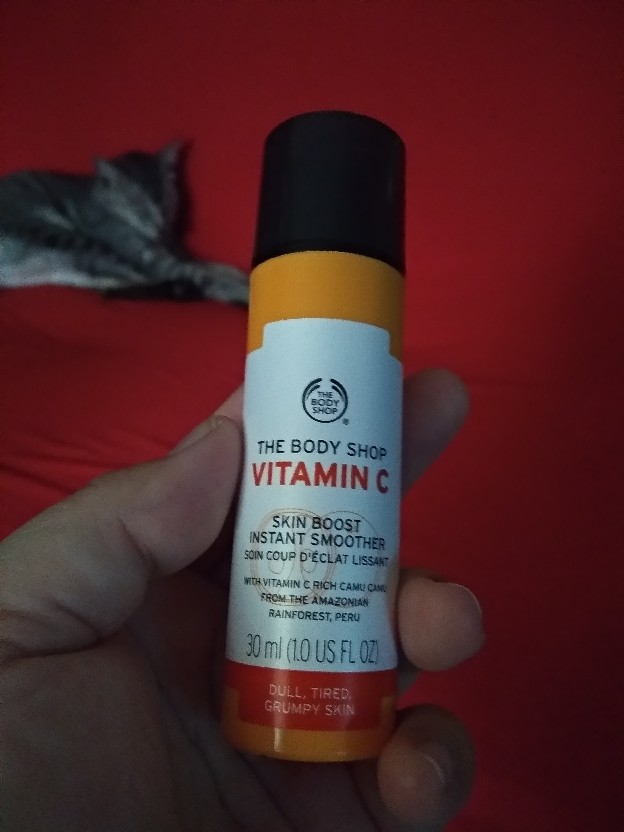 THE
BODY
SHOP
®
THE BODY SHOP
VITAMIN C
SKIN BOOST
INSTANT SMOOTHER
SOIN COUP D'ÉCLAT LISSANT
WITH VITAMIN C RICH CAMU CAMU
FROM THE AMAZONIAN
RAINFOREST, PERU
30 ml (1.0 US FL OZ)
DULL, TIRED,
GRUMPY SKIN